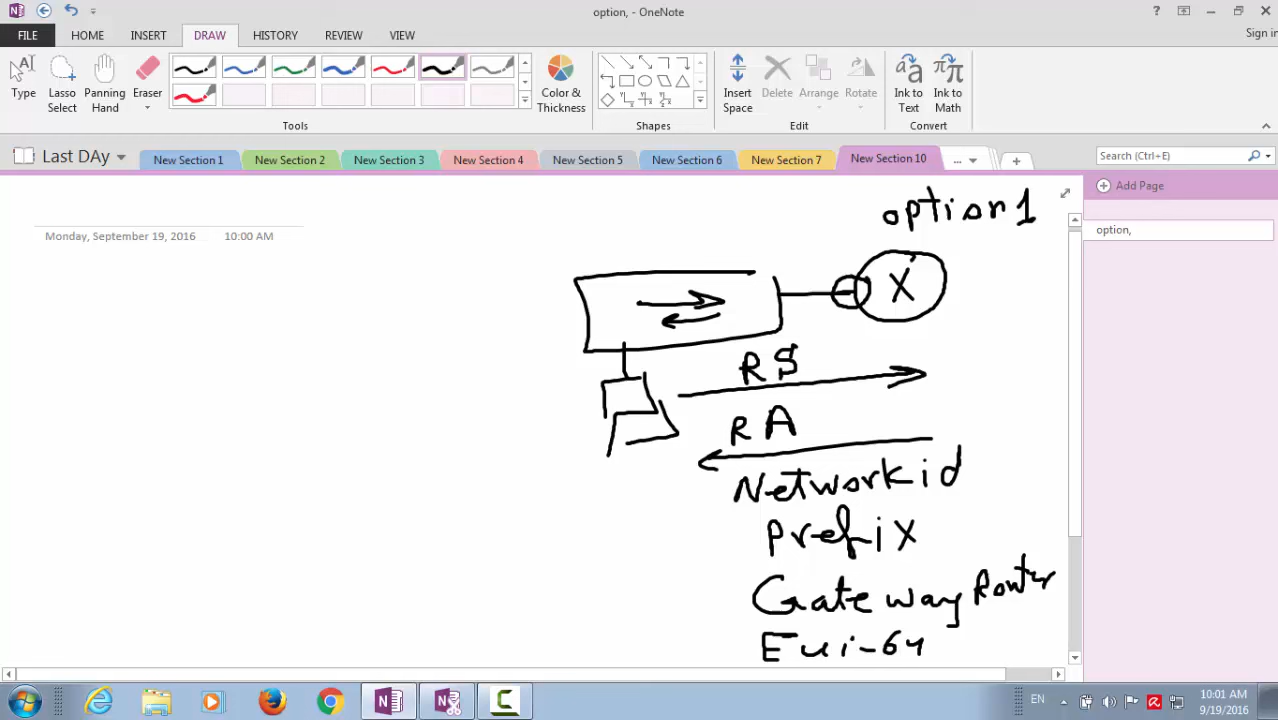 option, - OneNote
? Sign in
FILE HOME INSERT DRAW HISTORY REVIEW VIEW
Type Lasso Select Panning Hand Eraser Color & Thickness Insert Space Delete Arrange Rotate Ink to Text Ink to Math
Tools Shapes Edit Convert
Last DAy New Section 1 New Section 2 New Section 3 New Section 4 New Section 5 New Section 6 New Section 7 New Section 10 ... Search (Ctrl+E)
Add Page
option,
Monday, September 19, 2016 10:00 AM
option 1
X
RS
RA
Network id
Prefix
Gateway Router
Eui-64
EN 10:01 AM
9/19/2016